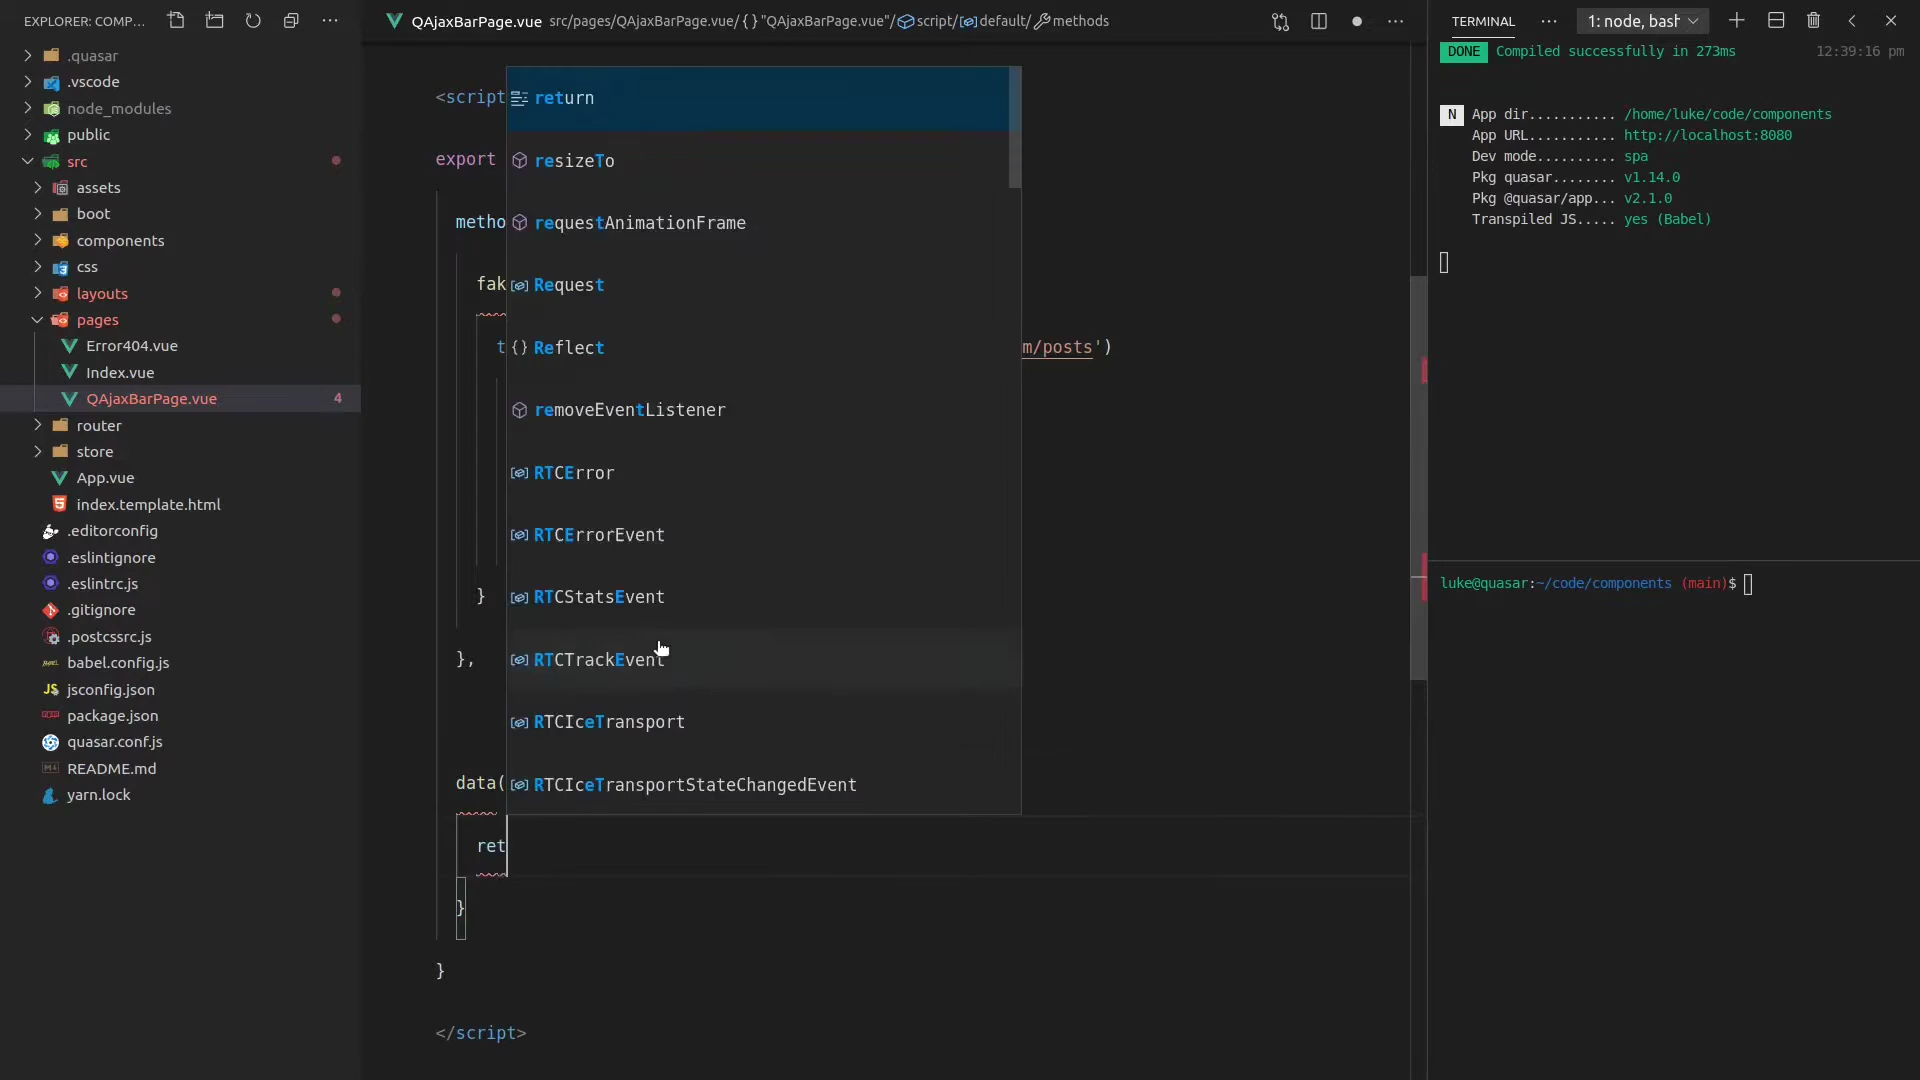 EXPLORER: COMP...
.quasar
.vscode
node_modules
public
src
assets
boot
components
css
layouts
pages
Error404.vue
Index.vue
QAjaxBarPage.vue 4
router
store
App.vue
index.template.html
.editorconfig
.eslintignore
.eslintrc.js
.gitignore
.postcssrc.js
babel.config.js
jsconfig.json
package.json
quasar.conf.js
README.md
yarn.lock
QAjaxBarPage.vue src/pages/QAjaxBarPage.vue/{ } "QAjaxBarPage.vue"/script/default/methods
<script
export
metho
fak
t m/posts')
}
},
data(
ret
}
}
</script>
return
resizeTo
requestAnimationFrame
Request
Reflect
removeEventListener
RTCError
RTCErrorEvent
RTCStatsEvent
RTCTrackEvent
RTCIceTransport
RTCIceTransportStateChangedEvent
TERMINAL ... 1: node, bash
DONE Compiled successfully in 273ms 12:39:16 pm
N App dir........... /home/luke/code/components
App URL........... http://localhost:8080
Dev mode.......... spa
Pkg quasar........ v1.14.0
Pkg @quasar/app... v2.1.0
Transpiled JS..... yes (Babel)
luke@quasar:~/code/components (main)$